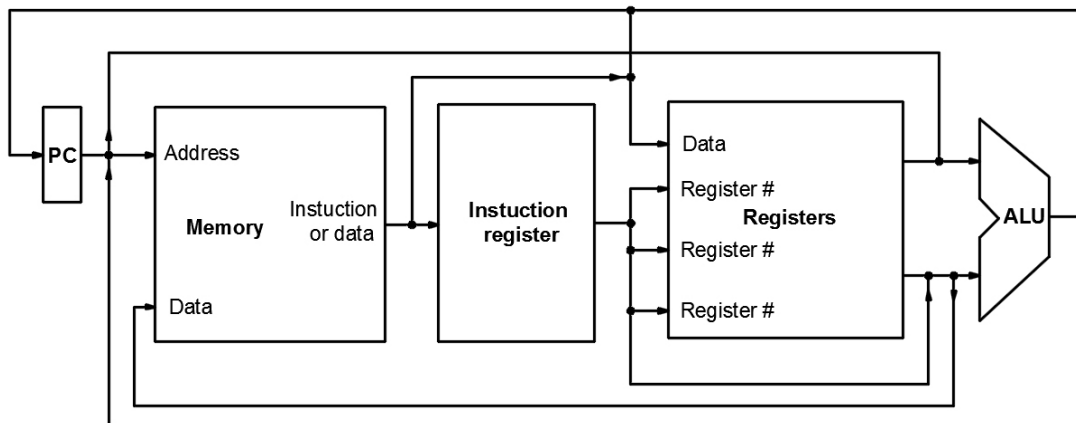 PC
Address
Memory
Instuction
or data
Data
Instuction
register
Data
Register #
Registers
Register #
Register #
ALU